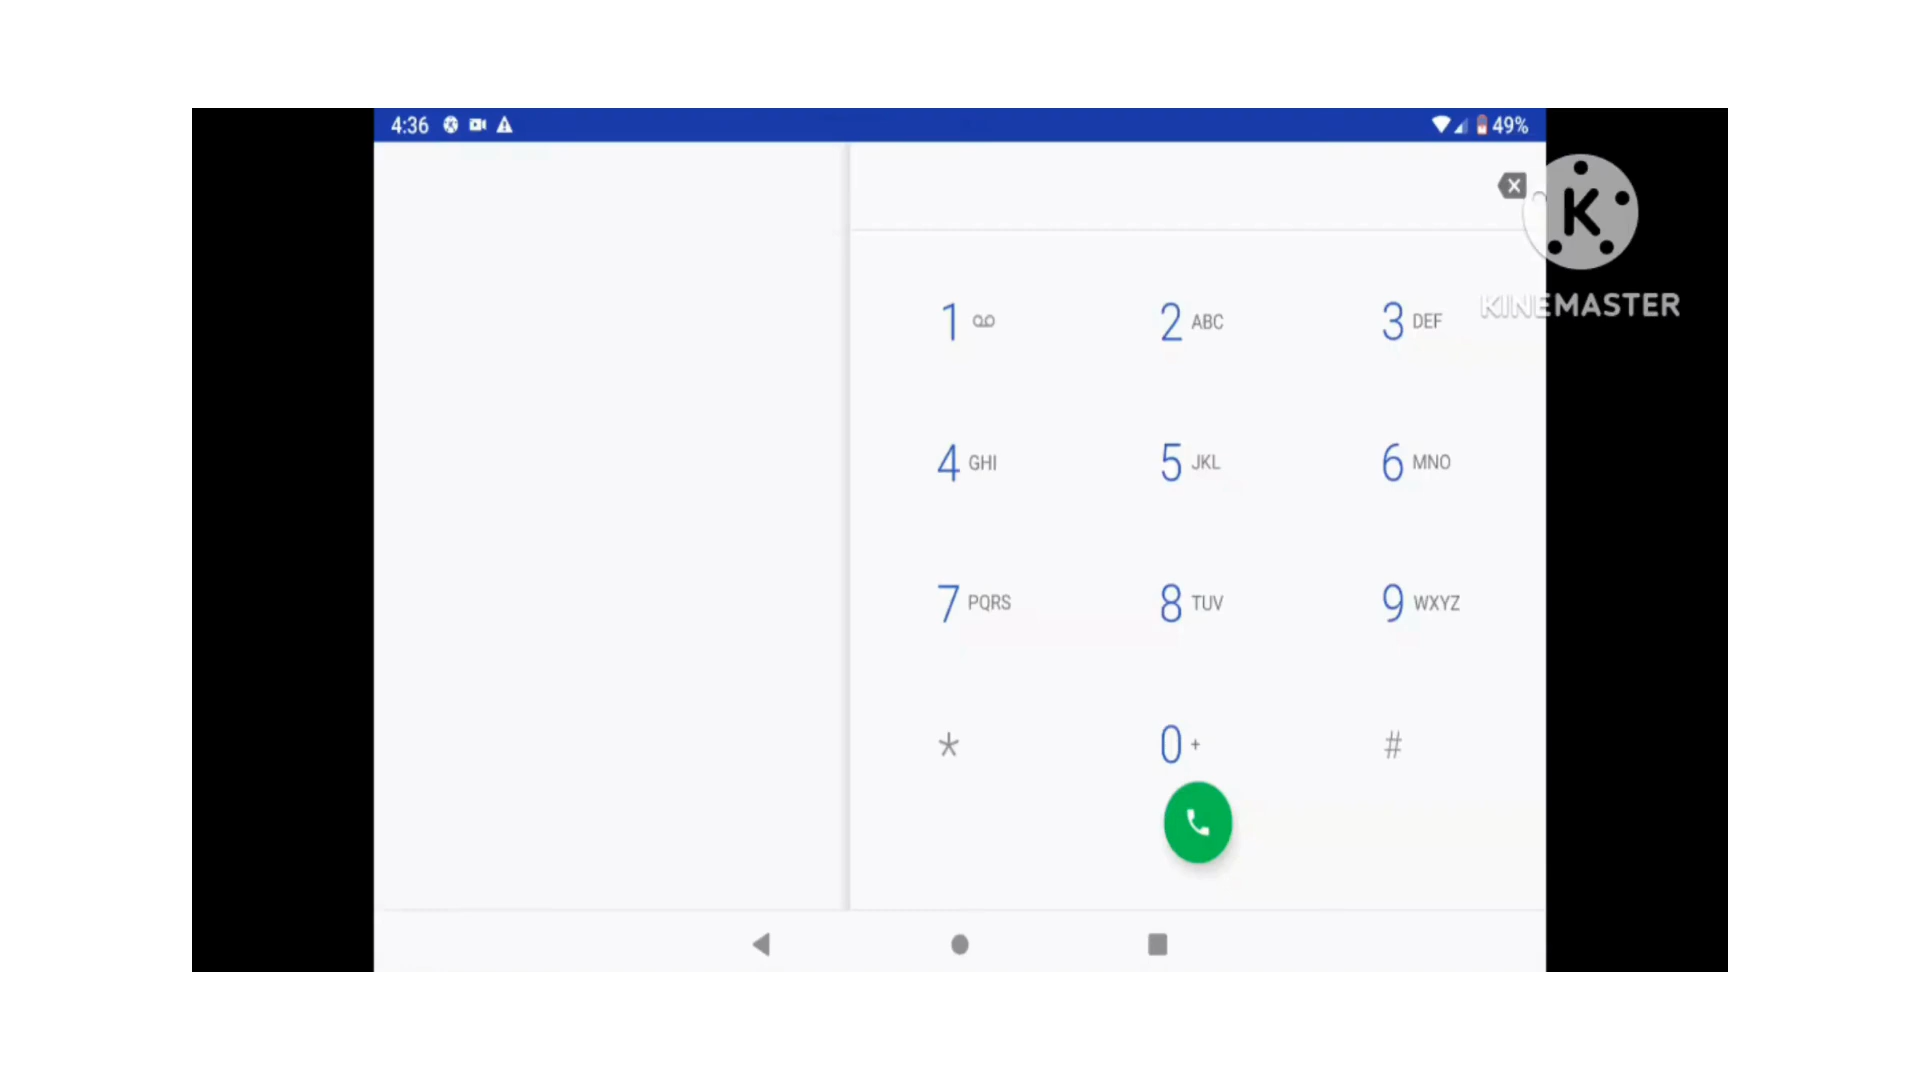 4:36
49%
K
KINEMASTER
1
2 ABC
3 DEF
4 GHI
5 JKL
6 MNO
7 PQRS
8 TUV
9 WXYZ
*
0 +
#